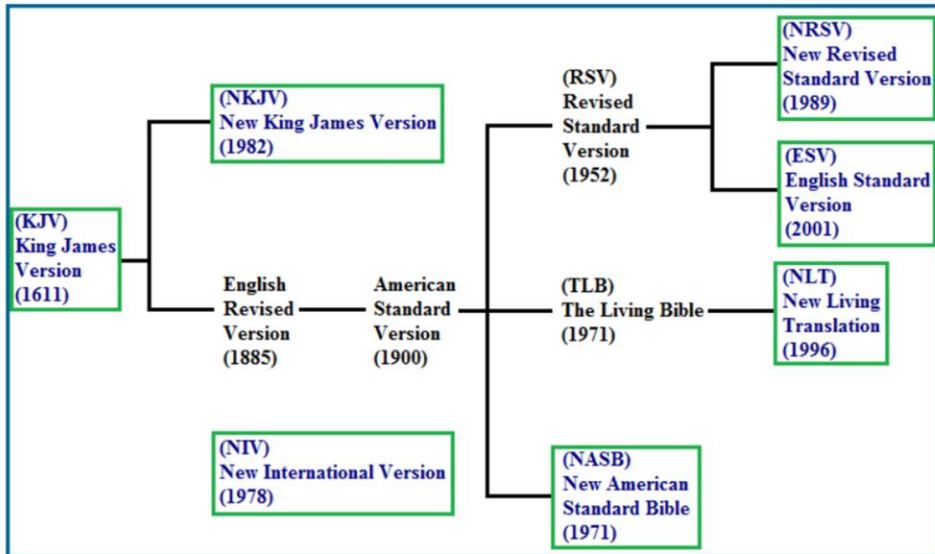 (KJV)
King James
Version
(1611)
(NKJV)
New King James Version
(1982)
English
Revised
Version
(1885)
American
Standard
Version
(1900)
(NIV)
New International Version
(1978)
(RSV)
Revised
Standard
Version
(1952)
(TLB)
The Living Bible
(1971)
(NASB)
New American
Standard Bible
(1971)
(NRSV)
New Revised
Standard Version
(1989)
(ESV)
English Standard
Version
(2001)
(NLT)
New Living
Translation
(1996)